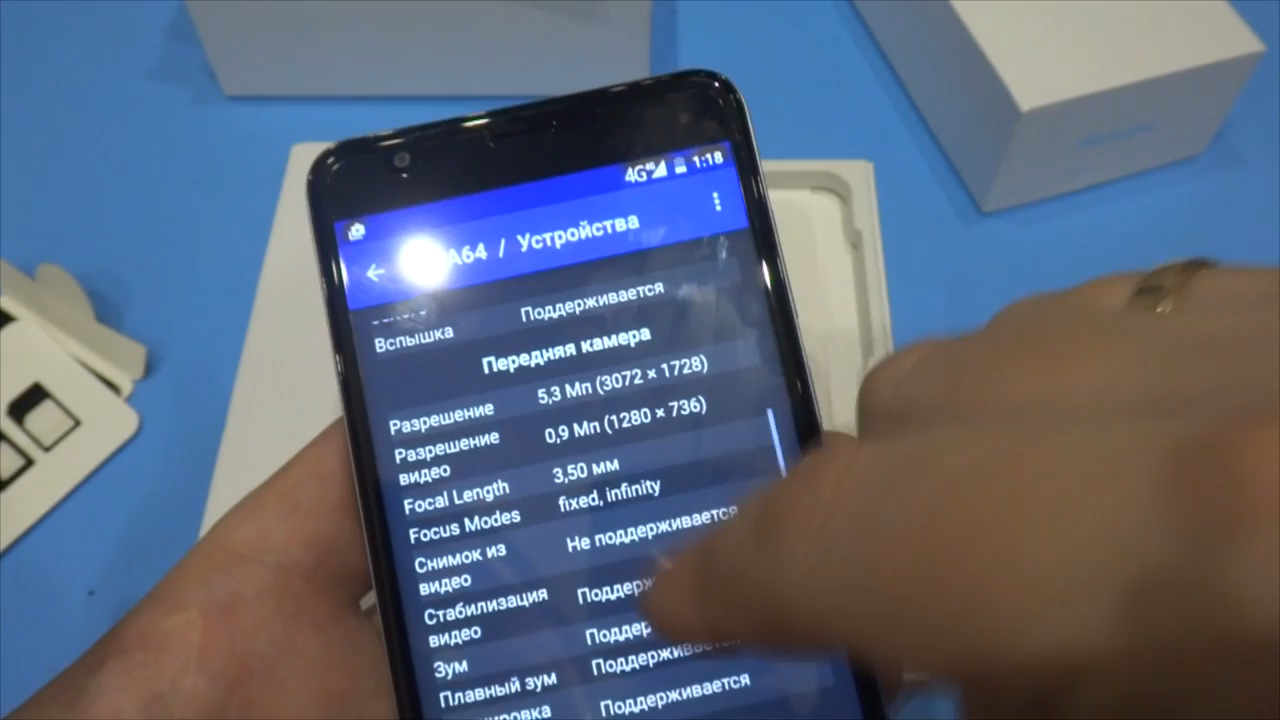 4G 4G 1:18
A64 / Устройства
Вспышка Поддерживается
Передняя камера
Разрешение 5,3 Мп (3072 × 1728)
Разрешение видео 0,9 Мп (1280 × 736)
Focal Length 3,50 мм
Focus Modes fixed, infinity
Снимок из видео Не поддерживается
Стабилизация видео
Зум
Плавный зум Поддерживается
Поддерживается